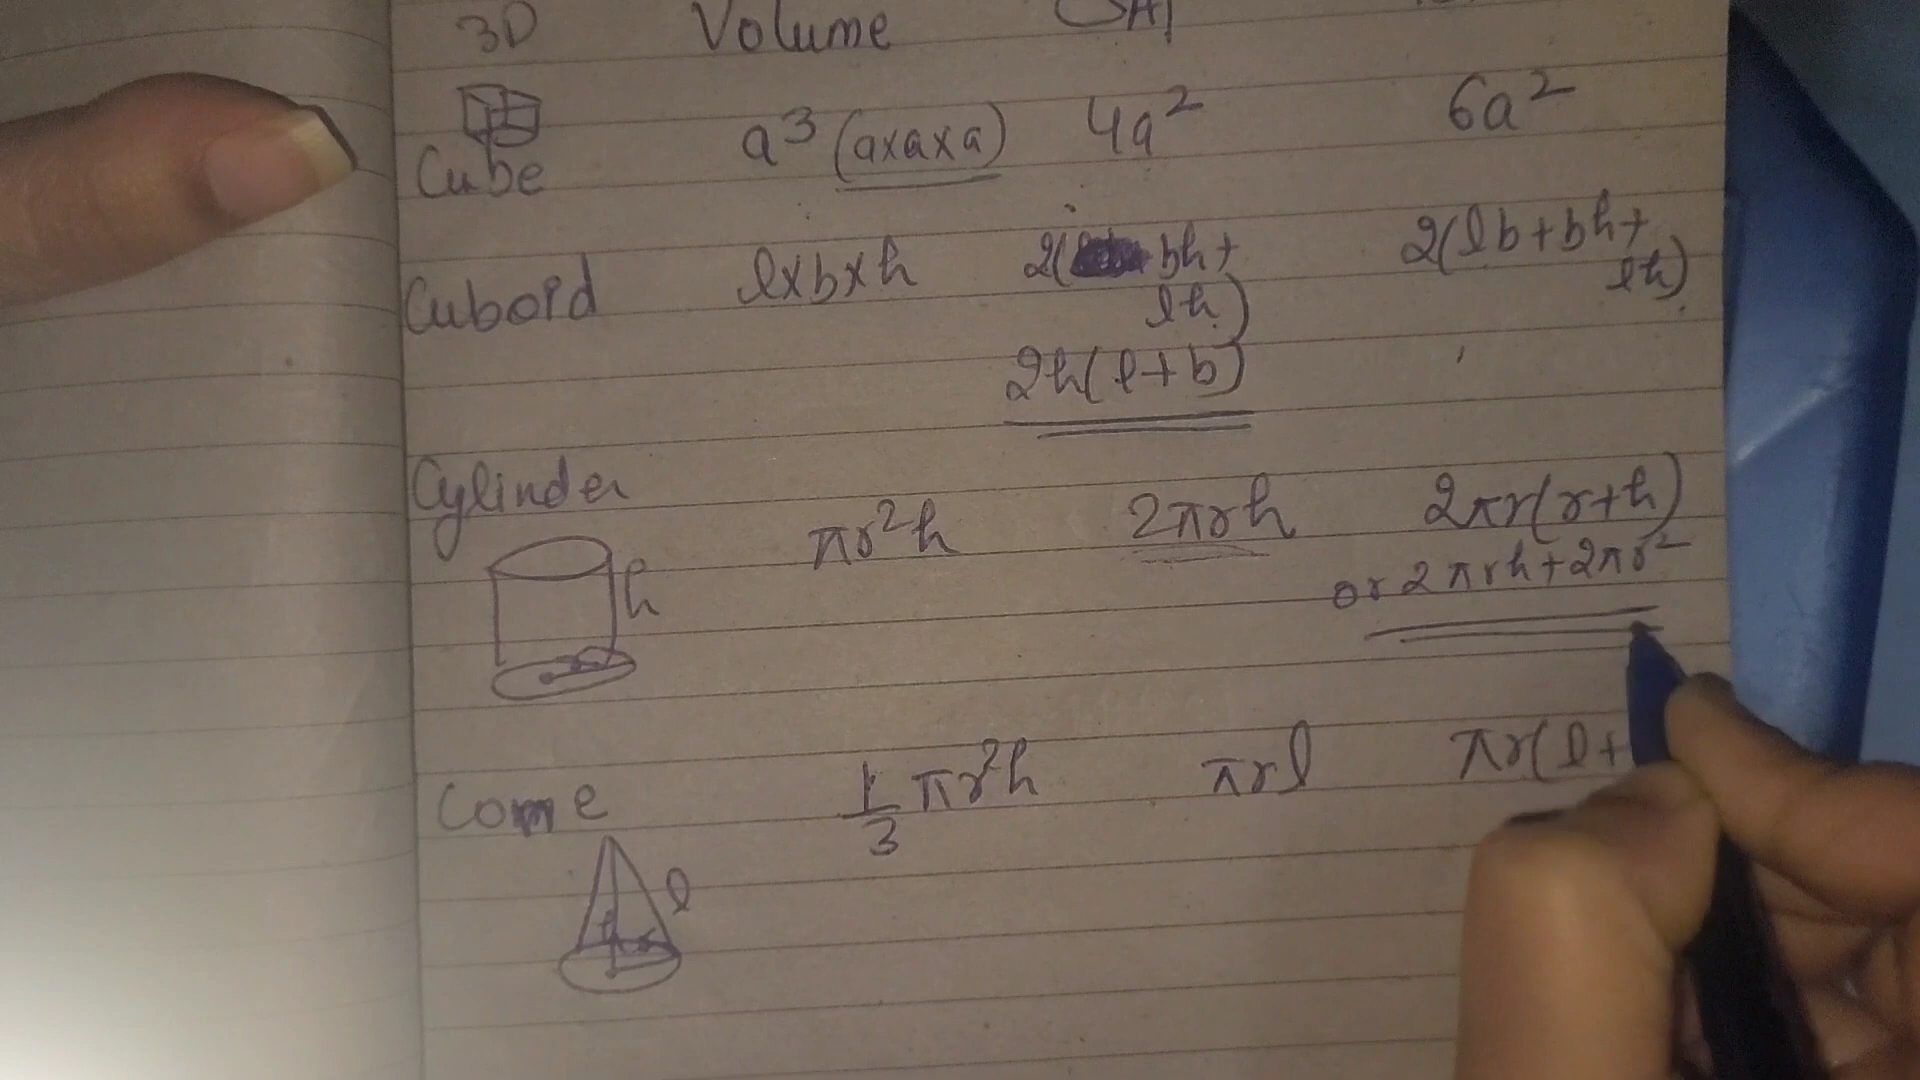 3D Volume CSA
Cube a³ (a×a×a) 4a² 6a²
Cuboid l×b×h 2( bh+ lh) 2(lb+bh+ lh)
2h(l+b)
Cylinder πr²h 2πrh 2πr(r+h)
h or 2πrh+2πr²
Cone 1/3 πr²h πrl πr(l+
l
h r